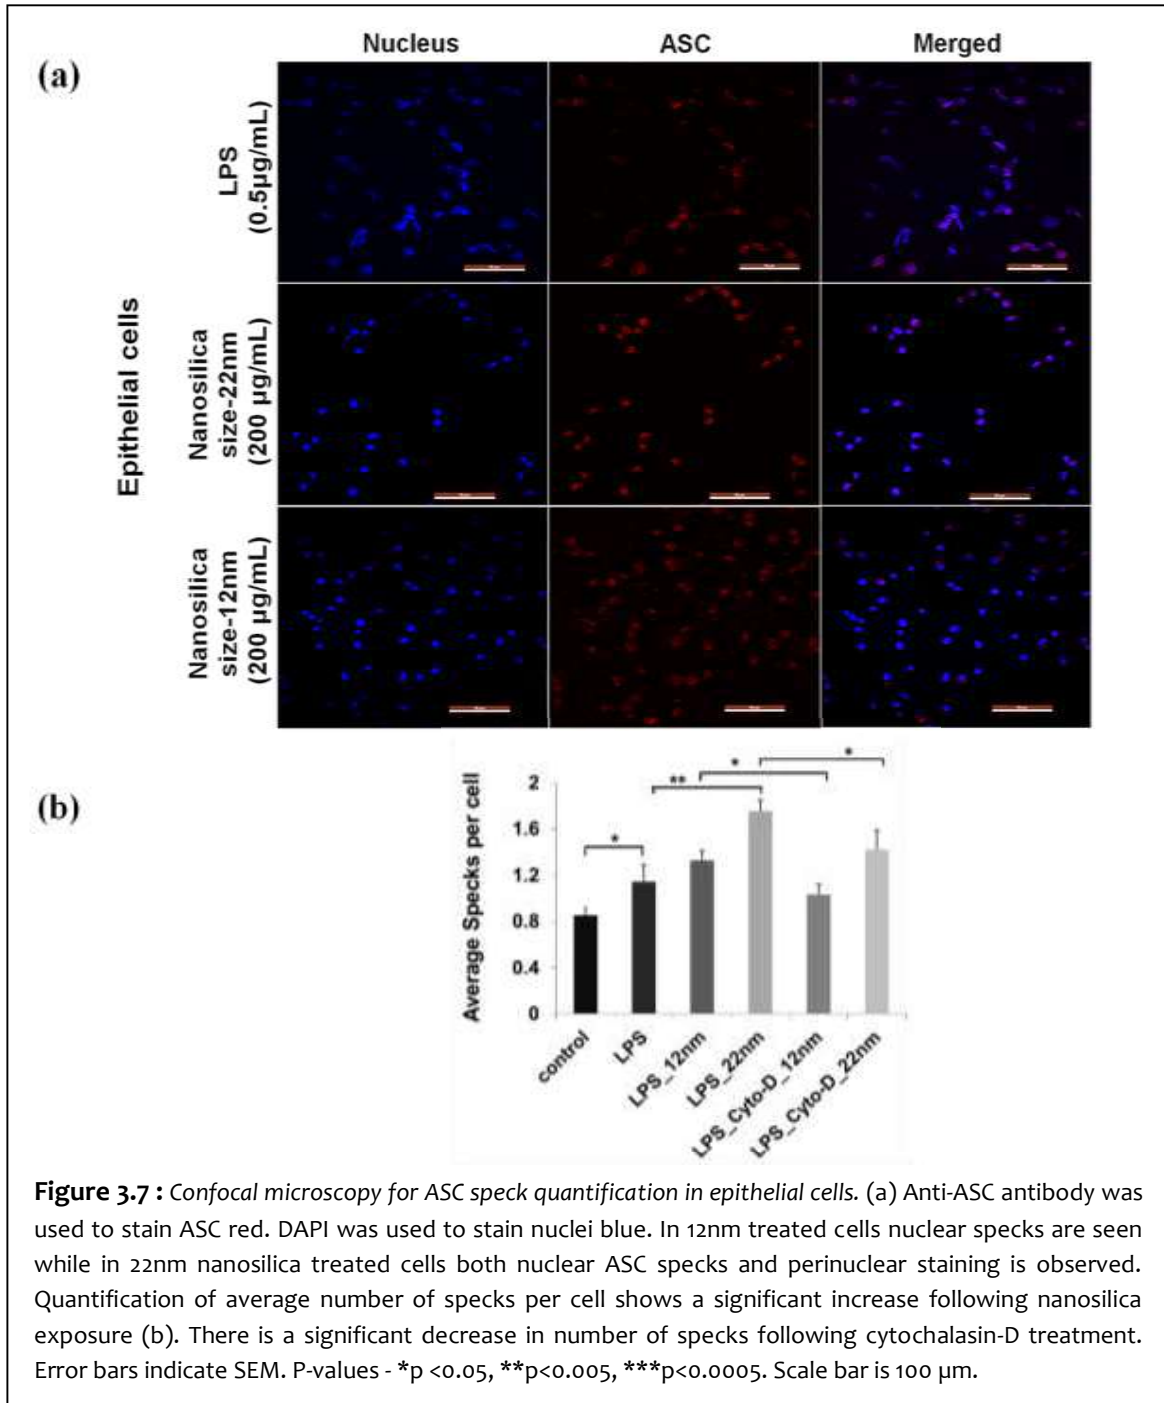 Nucleus ASC Merged
(a)
LPS
(0.5µg/mL)
Epithelial cells
Nanosilica
size-22nm
(200 µg/mL)
Nanosilica
size-12nm
(200 µg/mL)
(b)
Average Specks per cell
2
1.6
1.2
0.8
0.4
0
*
**
*
*
control
LPS
LPS_12nm
LPS_22nm
LPS_Cyto-D_12nm
LPS_Cyto-D_22nm
Figure 3.7 : Confocal microscopy for ASC speck quantification in epithelial cells. (a) Anti-ASC antibody was
used to stain ASC red. DAPI was used to stain nuclei blue. In 12nm treated cells nuclear specks are seen
while in 22nm nanosilica treated cells both nuclear ASC specks and perinuclear staining is observed.
Quantification of average number of specks per cell shows a significant increase following nanosilica
exposure (b). There is a significant decrease in number of specks following cytochalasin-D treatment.
Error bars indicate SEM. P-values - *p <0.05, **p<0.005, ***p<0.0005. Scale bar is 100 µm.